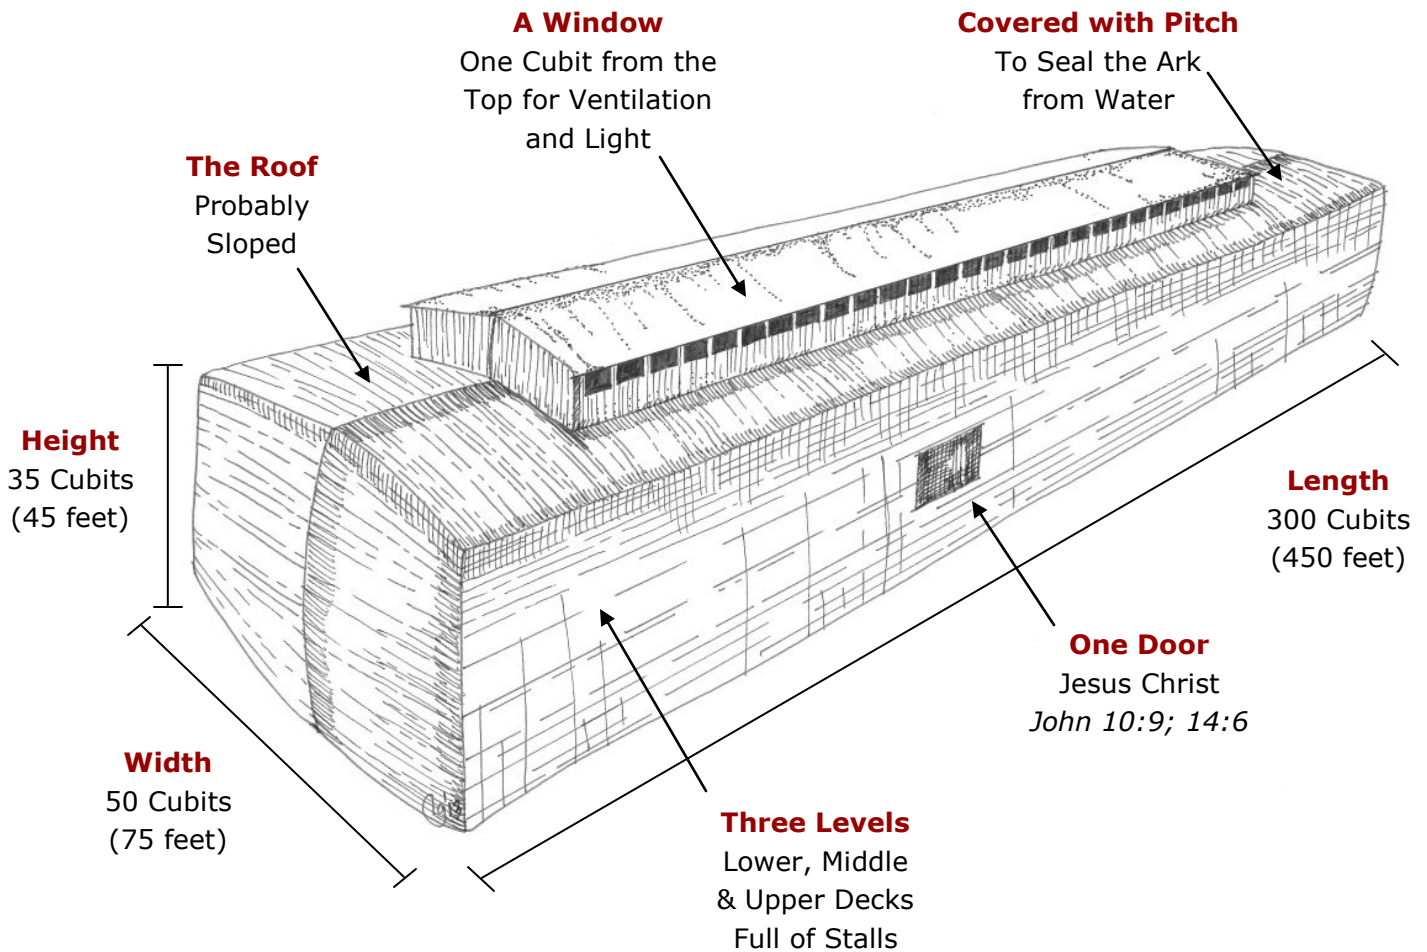 A Window
One Cubit from the
Top for Ventilation
and Light
Covered with Pitch
To Seal the Ark
from Water
The Roof
Probably
Sloped
Height
35 Cubits
(45 feet)
Length
300 Cubits
(450 feet)
One Door
Jesus Christ
John 10:9; 14:6
Width
50 Cubits
(75 feet)
Three Levels
Lower, Middle
& Upper Decks
Full of Stalls